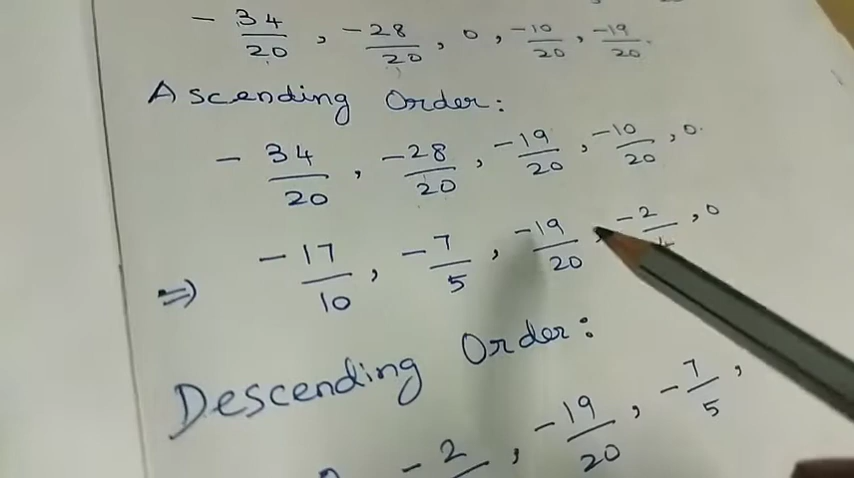 -34/20, -28/20, 0, -10/20, -19/20.
Ascending Order:
-34/20, -28/20, -19/20, -10/20, 0.
⇒ -17/10, -7/5, -19/20, -2/4, 0
Descending Order:
-2, -19/20, -7/5,